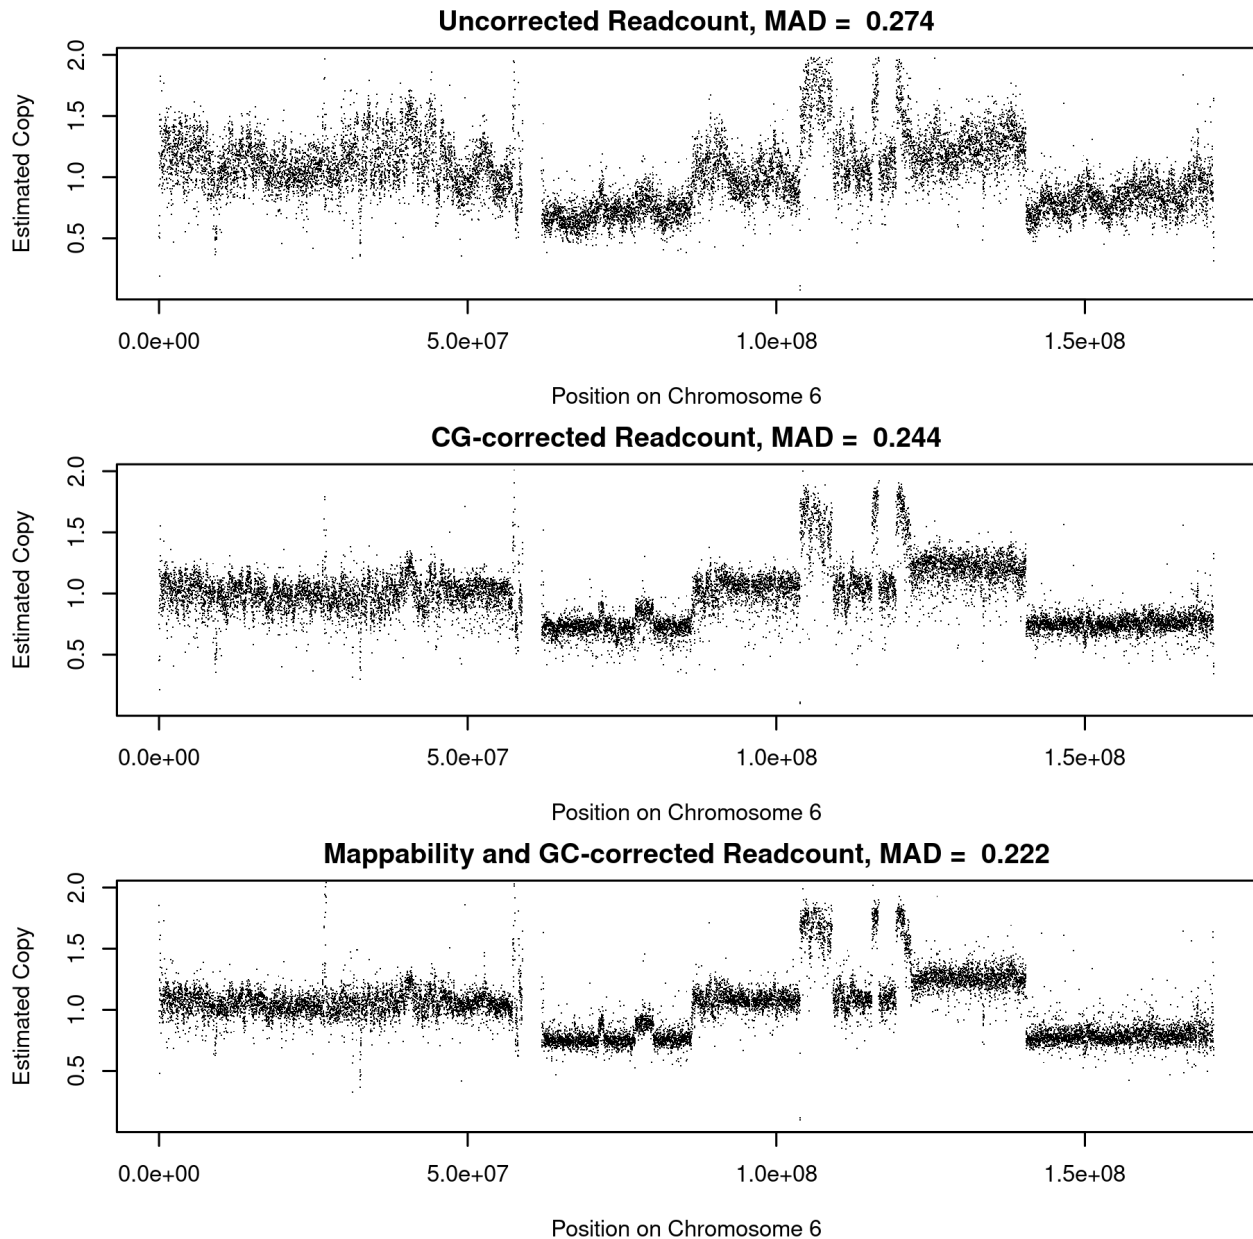 Uncorrected Readcount, MAD =  0.274
Estimated Copy
2.0
1.5
1.0
0.5
0.0e+00 5.0e+07 1.0e+08 1.5e+08
Position on Chromosome 6
CG-corrected Readcount, MAD =  0.244
Estimated Copy
2.0
1.5
1.0
0.5
0.0e+00 5.0e+07 1.0e+08 1.5e+08
Position on Chromosome 6
Mappability and GC-corrected Readcount, MAD =  0.222
Estimated Copy
2.0
1.5
1.0
0.5
0.0e+00 5.0e+07 1.0e+08 1.5e+08
Position on Chromosome 6